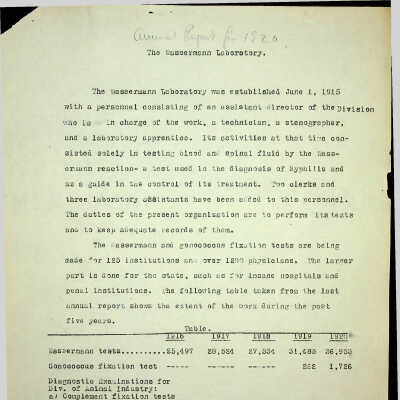 Annual Report for 1920
The Wassermann Laboratory.
The Wassermann Laboratory was established June 1, 1915
with a personnel consisting of an assistant director of the Division
who is in charge of the work, a technician, a stenographer,
and a laboratory apprentice. Its activities at that time con-
sisted solely in testing blood and spinal fluid by the Wass-
ermann reaction- a test used in the diagnosis of Syphilis and
as a guide in the control of its treatment. Two clerks and
three laboratory assistants have been added to this personnel.
The duties of the present organization are to perform its tests
and to keep adequate records of them.
The Wassermann and gonococcus fixation tests are being
made for 125 institutions and over 1200 physicians. The larger
part is done for the state, such as for insane hospitals and
penal institutions. The following table taken from the last
annual report shows the extent of the work during the past
five years.
Table.
1916 1917 1918 1919 1920
Wassermann tests..........25,497 28,534 27,534 31,483 36,953
Gonococcus fixation test ----- ----- ----- 262 1,726
Diagnostic Examinations for
Div. of Animal Industry:
a) Complement fixation tests